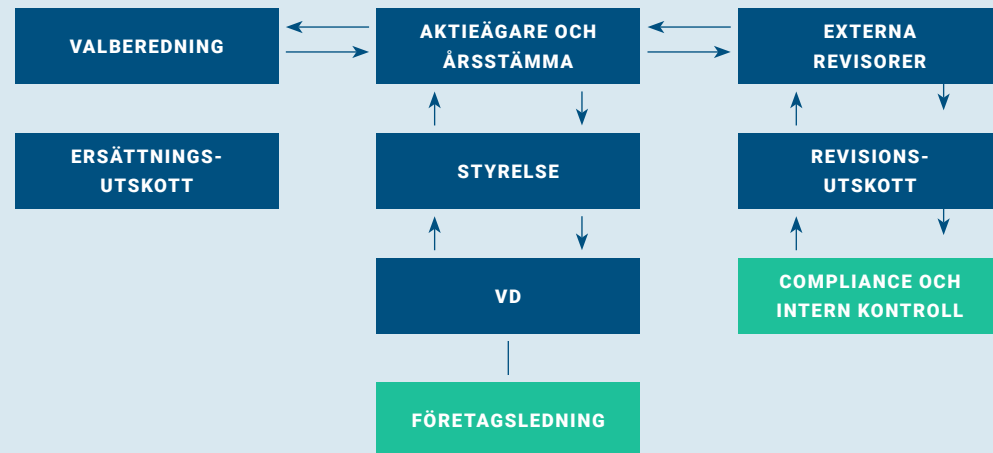 VALBEREDNING
AKTIEÄGARE OCH
ÅRSSTÄMMA
EXTERNA
REVISORER
ERSÄTTNINGS-
UTSKOTT
STYRELSE
REVISIONS-
UTSKOTT
VD
COMPLIANCE OCH
INTERN KONTROLL
FÖRETAGSLEDNING